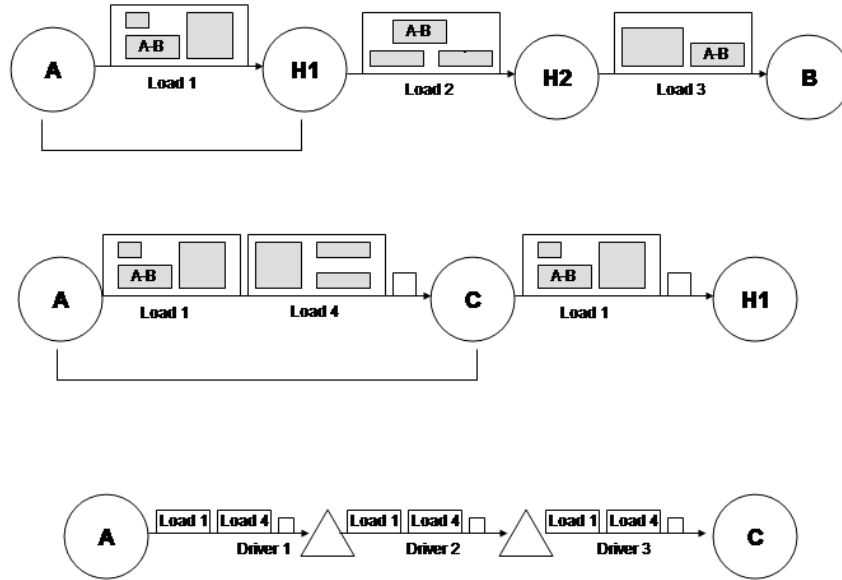 A A-B H1 A-B H2 A-B B
Load 1 Load 2 Load 3
A A-B C A-B H1
Load 1 Load 4 Load 1
A Load 1 Load 4 Load 1 Load 4 Load 1 Load 4 C
Driver 1 Driver 2 Driver 3